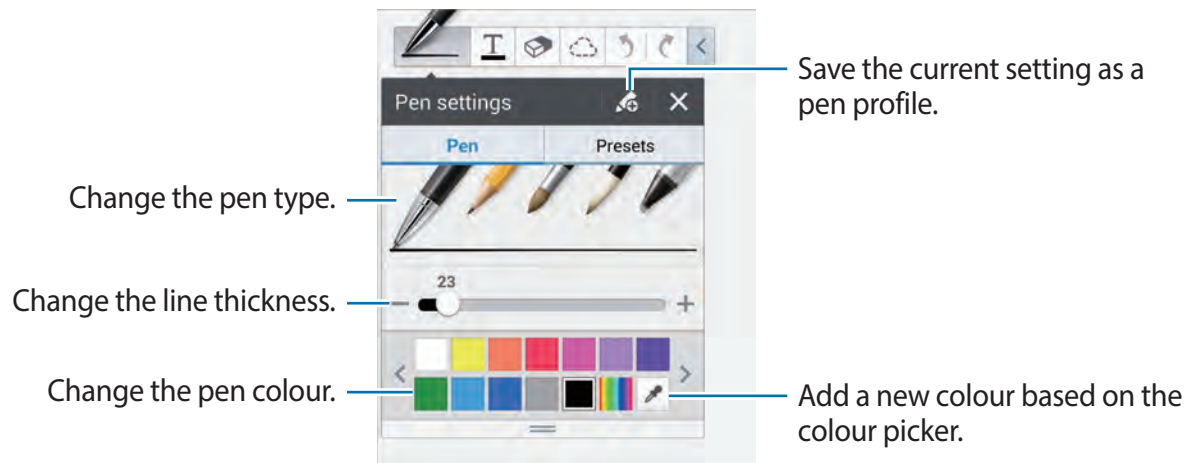 T
Save the current setting as a
pen profile.
Pen settings
Pen
Presets
Change the pen type.
23
Change the line thickness.
Change the pen colour.
Add a new colour based on the
colour picker.